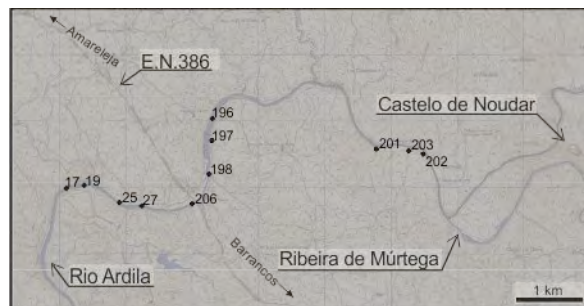 Amareleja
E.N.386
196
Castelo de Noudar
197
201
203
202
198
17
19
25
27
206
Barrancos
Ribeira de Múrtega
Rio Ardila
1 km